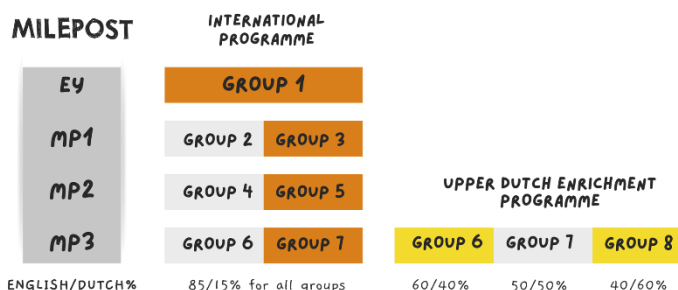 MILEPOST
INTERNATIONAL
PROGRAMME
EY
GROUP 1
MP1
GROUP 2
GROUP 3
MP2
GROUP 4
GROUP 5
UPPER DUTCH ENRICHMENT
PROGRAMME
MP3
GROUP 6
GROUP 7
GROUP 6
GROUP 7
GROUP 8
ENGLISH/DUTCH%
85/15% for all groups
60/40%
50/50%
40/60%